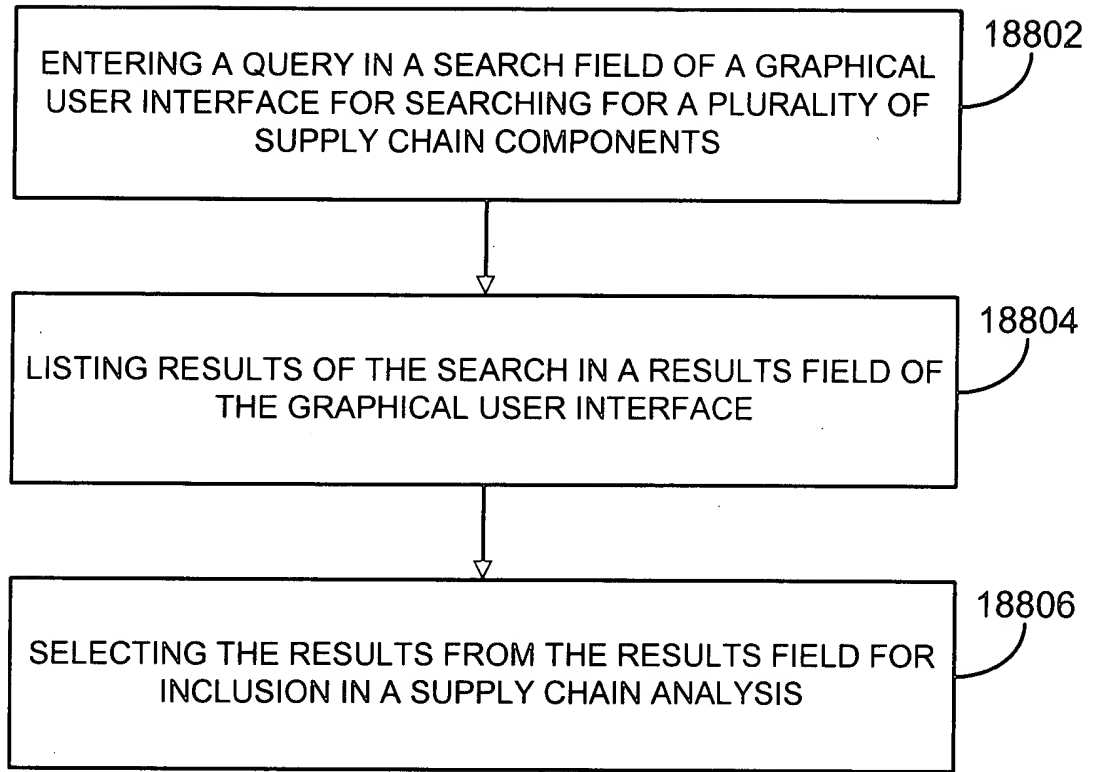 18802
ENTERING A QUERY IN A SEARCH FIELD OF A GRAPHICAL
USER INTERFACE FOR SEARCHING FOR A PLURALITY OF
SUPPLY CHAIN COMPONENTS
18804
LISTING RESULTS OF THE SEARCH IN A RESULTS FIELD OF
THE GRAPHICAL USER INTERFACE
18806
SELECTING THE RESULTS FROM THE RESULTS FIELD FOR
INCLUSION IN A SUPPLY CHAIN ANALYSIS